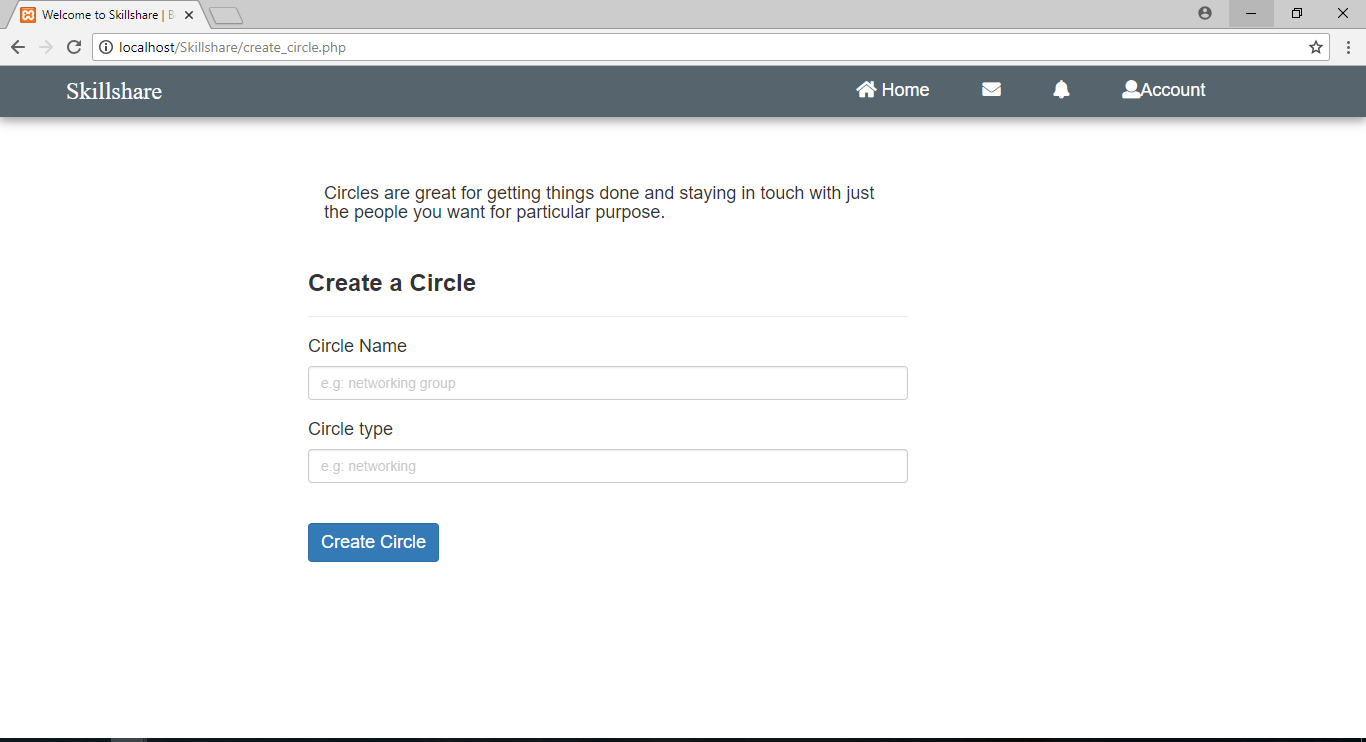 Welcome to Skillshare | B
localhost/Skillshare/create_circle.php
Skillshare
Home
Account
Circles are great for getting things done and staying in touch with just
the people you want for particular purpose.
Create a Circle
Circle Name
e.g: networking group
Circle type
e.g: networking
Create Circle